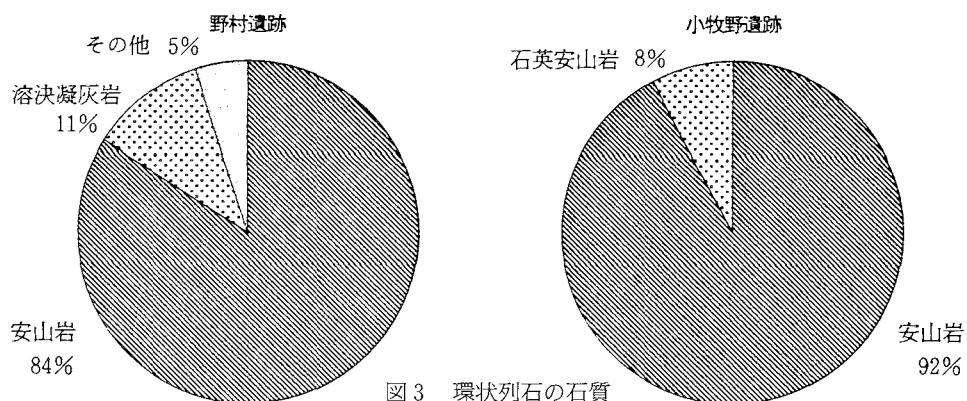 野村遺跡
その他 5%
溶決凝灰岩
11%
安山岩
84%
小牧野遺跡
石英安山岩 8%
安山岩
92%
図3 環状列石の石質